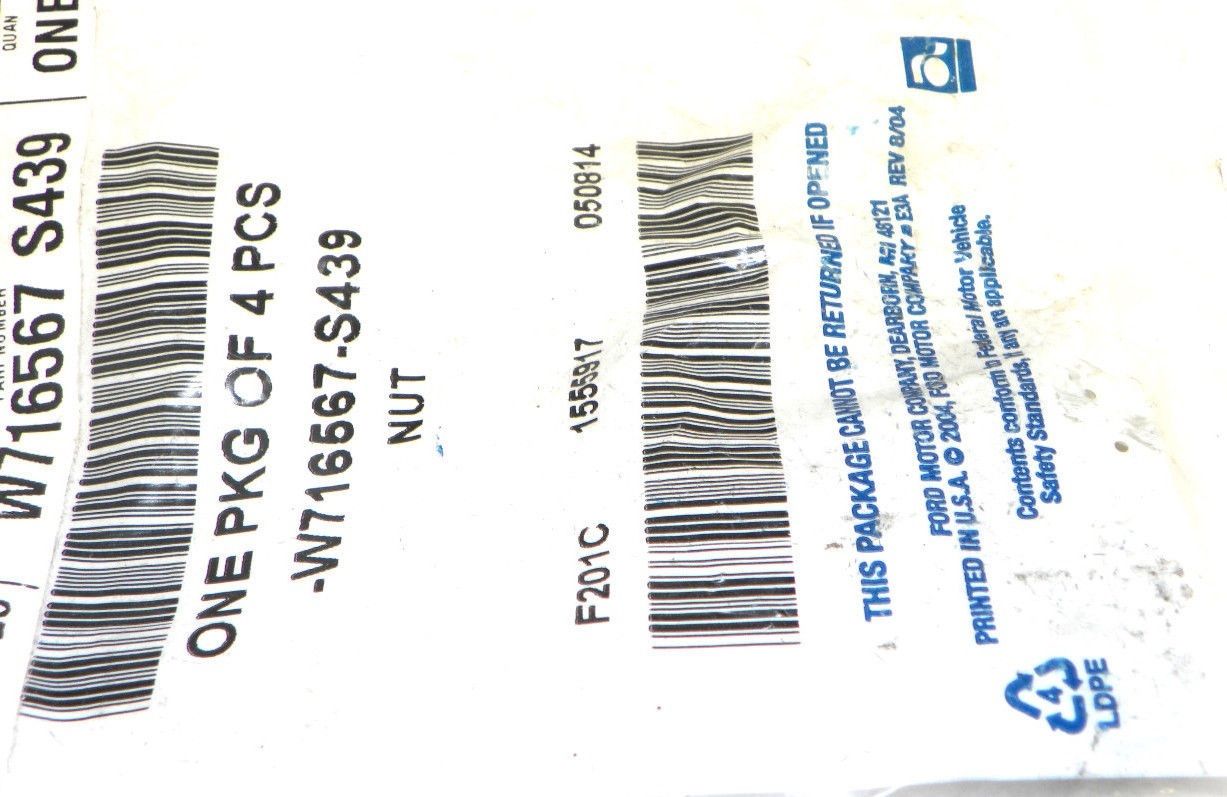 QUAN
W716567 S439 | ONE
ONE PKG OF 4 PCS
-W716567-S439
NUT
F201C 1555917 050814
THIS PACKAGE CANNOT BE RETURNED IF OPENED
FORD MOTOR COMPANY, DEARBORN, MI 48121
PRINTED IN U.S.A. © 2004, FORD MOTOR COMPANY E3A REV 8/04
Contents conform to Federal Motor Vehicle
Safety Standards, if any are applicable.
4
LDPE